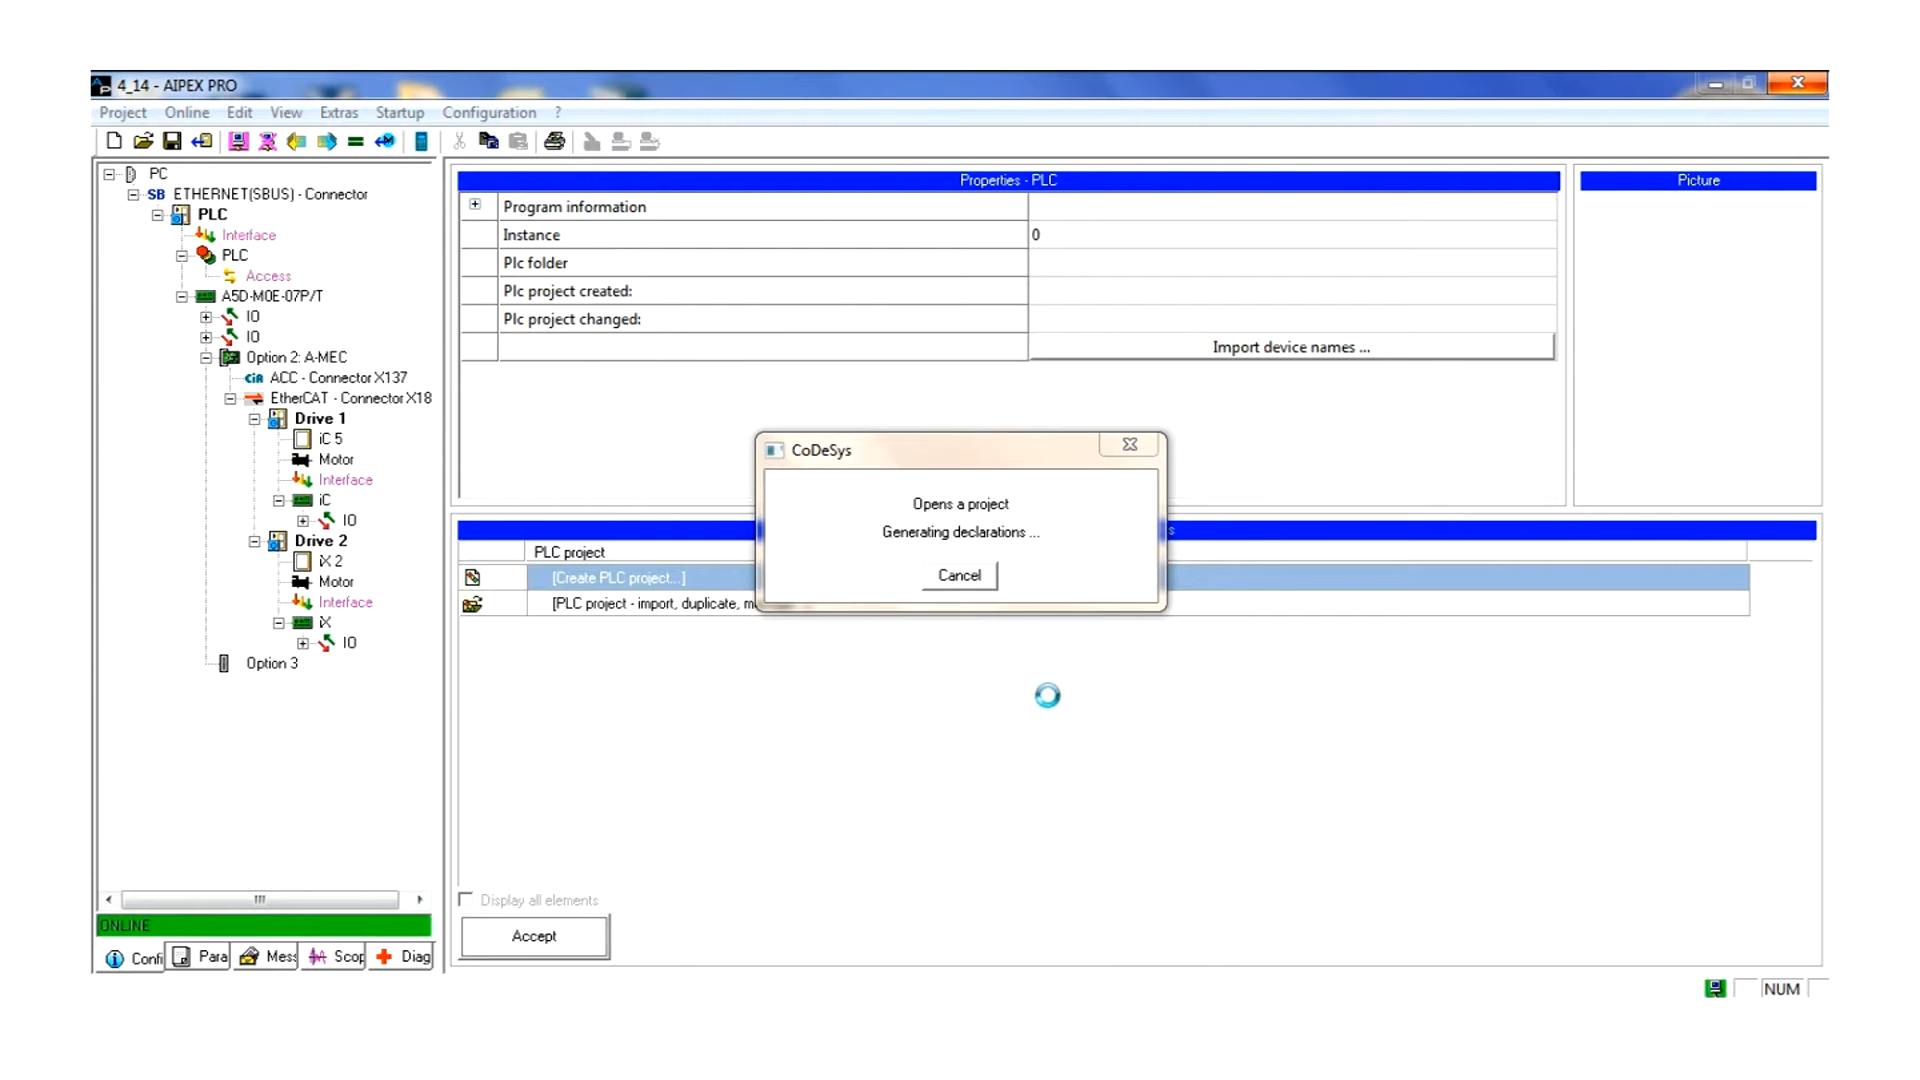 4_14 - AIPEX PRO
Project Online Edit View Extras Startup Configuration ?
PC
SB ETHERNET(SBUS) - Connector
PLC
Interface
PLC
Access
A5D-M0E-07P/T
IO
IO
Option 2: A-MEC
CiA ACC - Connector X137
EtherCAT - Connector X18
Drive 1
iC 5
Motor
Interface
iC
IO
Drive 2
iX 2
Motor
Interface
iX
IO
Option 3
ONLINE
Confi Para Mess Scop Diag
Properties - PLC
Program information
Instance 0
Plc folder
Plc project created:
Plc project changed:
Import device names ...
Picture
PLC project
[Create PLC project...]
[PLC project - import, duplicate, m
CoDeSys
Opens a project
Generating declarations ...
Cancel
Display all elements
Accept
NUM